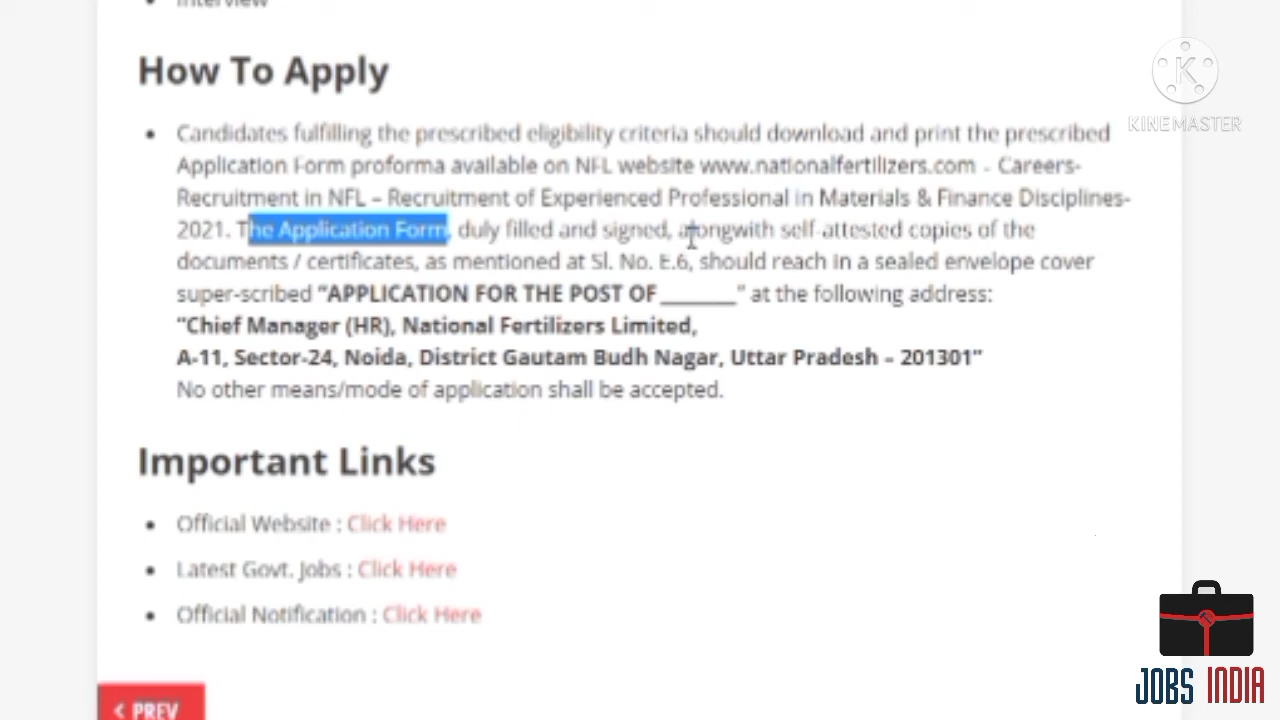 Interview
How To Apply
Candidates fulfilling the prescribed eligibility criteria should download and print the prescribed
Application Form proforma available on NFL website www.nationalfertilizers.com - Careers-
Recruitment in NFL – Recruitment of Experienced Professional in Materials & Finance Disciplines-
2021. The Application Form, duly filled and signed, alongwith self-attested copies of the
documents / certificates, as mentioned at Sl. No. E.6, should reach in a sealed envelope cover
super-scribed "APPLICATION FOR THE POST OF _______" at the following address:
"Chief Manager (HR), National Fertilizers Limited,
A-11, Sector-24, Noida, District Gautam Budh Nagar, Uttar Pradesh – 201301"
No other means/mode of application shall be accepted.
Important Links
Official Website : Click Here
Latest Govt. Jobs : Click Here
Official Notification : Click Here
< PREV
K
KINEMASTER
JOBS INDIA